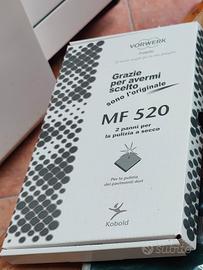 VORWERK
Grazie
per avermi
scelto
sono l'originale
MF 520
2 panni per
la pulizia a secco
Per la pulizia
dei pavimenti duri
Kobold
subito